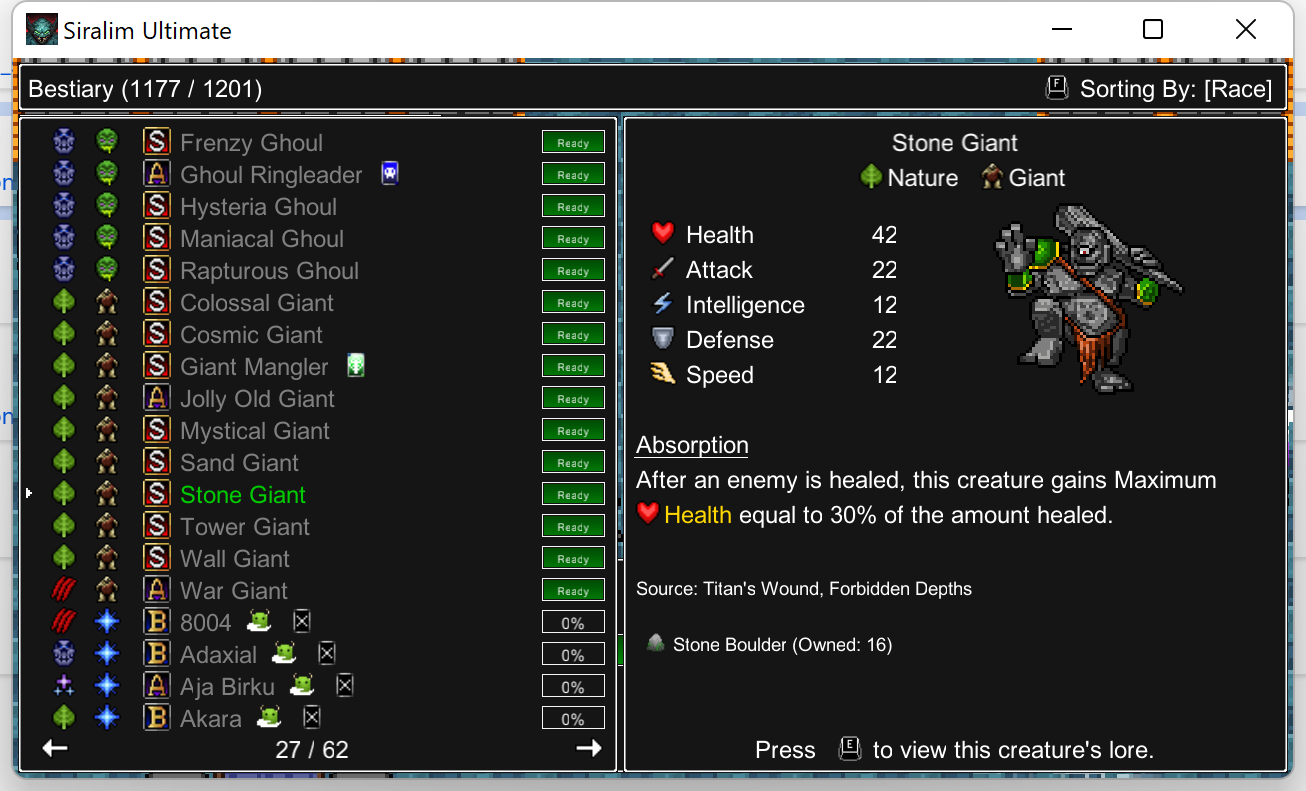 Siralim Ultimate
Bestiary (1177 / 1201)
F Sorting By: [Race]
S Frenzy Ghoul Ready
A Ghoul Ringleader Ready
S Hysteria Ghoul Ready
S Maniacal Ghoul Ready
S Rapturous Ghoul Ready
S Colossal Giant Ready
S Cosmic Giant Ready
S Giant Mangler Ready
A Jolly Old Giant Ready
S Mystical Giant Ready
S Sand Giant Ready
S Stone Giant Ready
S Tower Giant Ready
S Wall Giant Ready
A War Giant Ready
B 8004 0%
B Adaxial 0%
A Aja Birku 0%
B Akara 0%
27 / 62
Stone Giant
Nature Giant
Health 42
Attack 22
Intelligence 12
Defense 22
Speed 12
Absorption
After an enemy is healed, this creature gains Maximum
Health equal to 30% of the amount healed.
Source: Titan's Wound, Forbidden Depths
Stone Boulder (Owned: 16)
Press E to view this creature's lore.